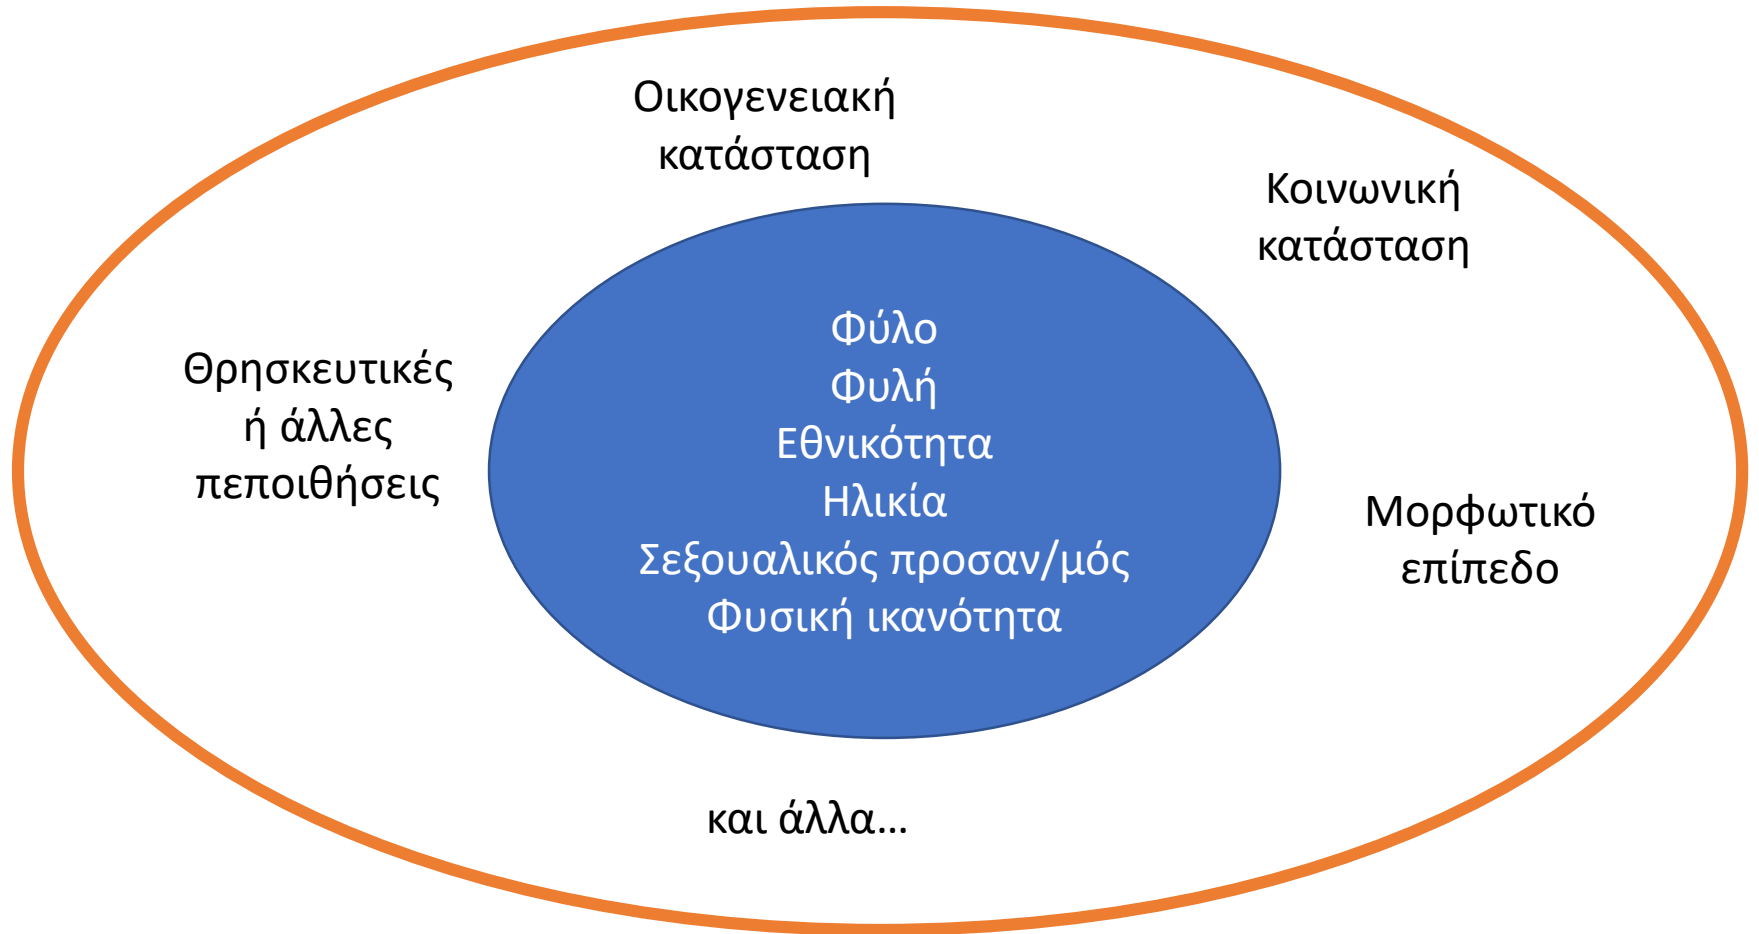 Οικογενειακή
κατάσταση
Κοινωνική
κατάσταση
Θρησκευτικές
ή άλλες
πεποιθήσεις
Φύλο
Φυλή
Εθνικότητα
Ηλικία
Σεξουαλικός προσαν/μός
Φυσική ικανότητα
Μορφωτικό
επίπεδο
και άλλα...